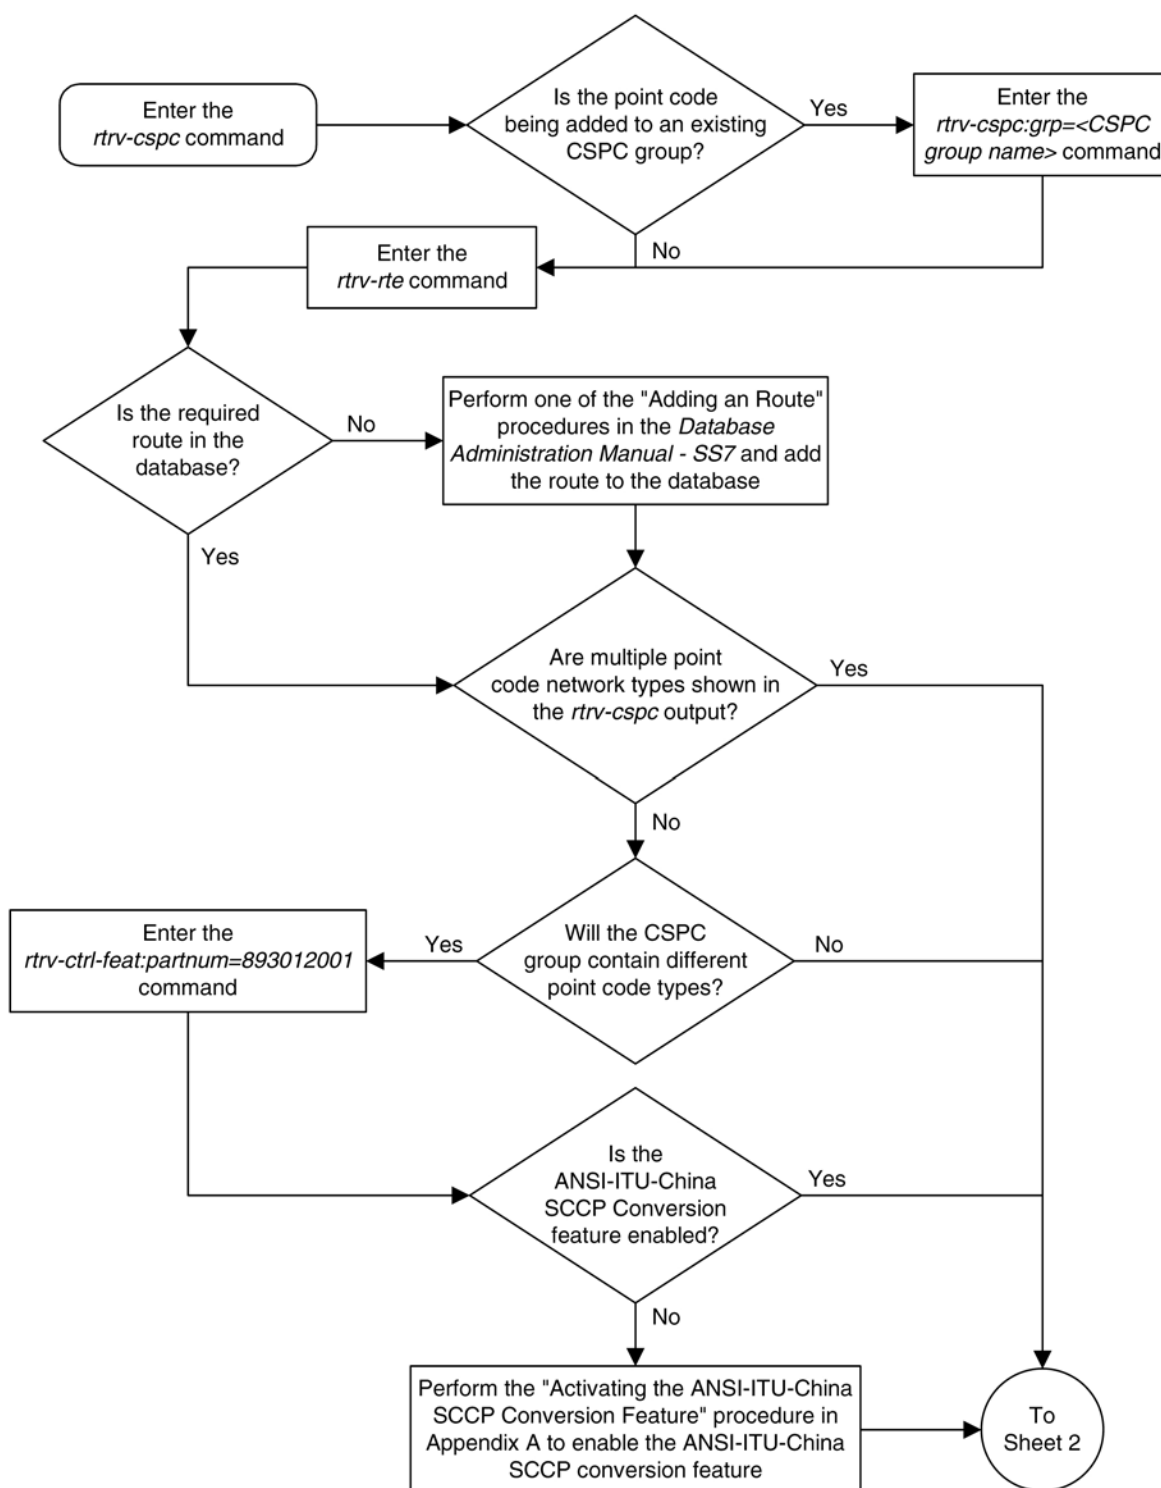 Enter the
rtrv-cspc command
Is the point code
being added to an existing
CSPC group?
Yes
Enter the
rtrv-cspc:grp=<CSPC
group name> command
No
Enter the
rtrv-rte command
Is the required
route in the
database?
No
Perform one of the "Adding an Route"
procedures in the Database
Administration Manual - SS7 and add
the route to the database
Yes
Are multiple point
code network types shown in
the rtrv-cspc output?
Yes
No
Will the CSPC
group contain different
point code types?
No
Yes
Enter the
rtrv-ctrl-feat:partnum=893012001
command
Is the
ANSI-ITU-China
SCCP Conversion
feature enabled?
Yes
No
Perform the "Activating the ANSI-ITU-China
SCCP Conversion Feature" procedure in
Appendix A to enable the ANSI-ITU-China
SCCP conversion feature
To
Sheet 2